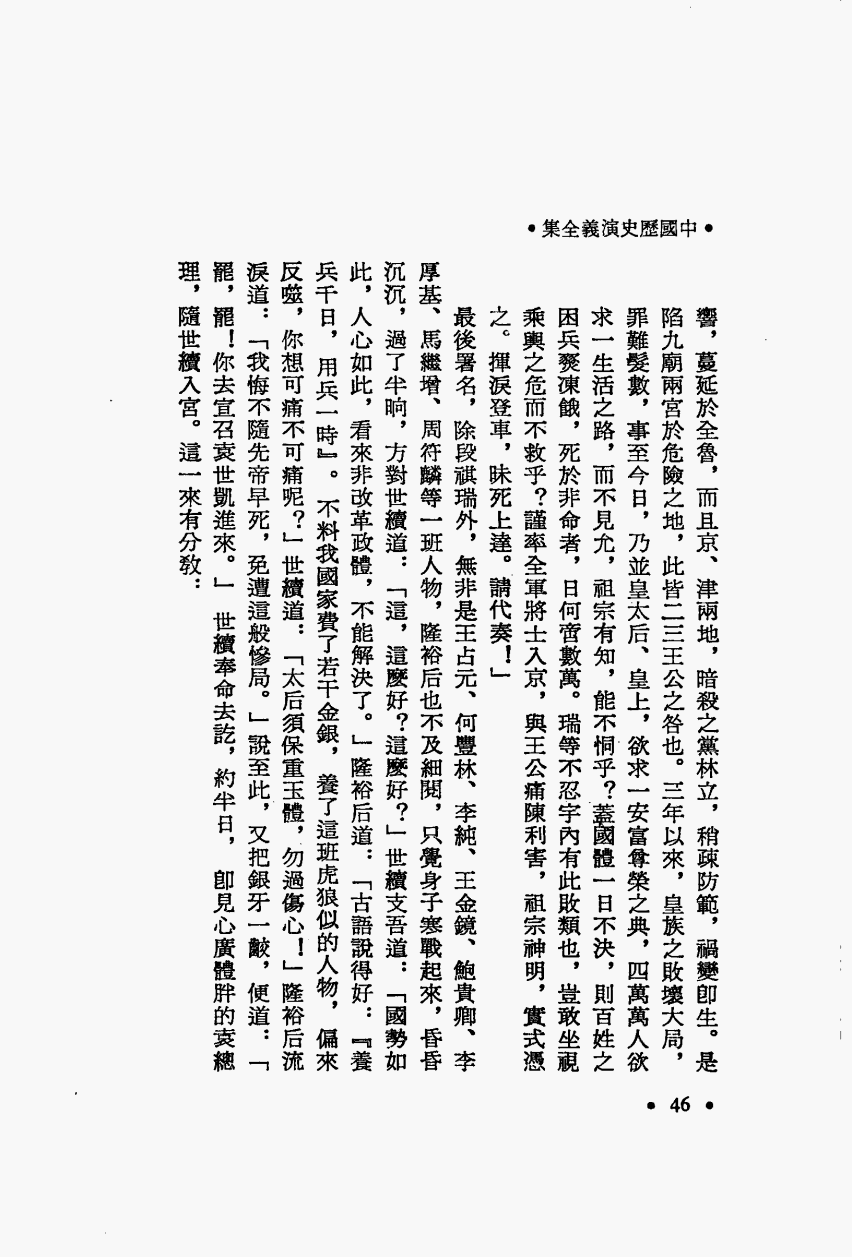 •中國歷史演義全集•
響，蔓延於全魯，而且京、津兩地，暗殺之黨林立，稍疎防範，禍變卽生。是
陷九廟兩宮於危險之地，此皆二三王公之咎也。三年以來，皇族之敗壞大局，
罪難髮數，事至今日，乃並皇太后、皇上，欲求一安富尊榮之典，四萬萬人欲
求一生活之路，而不見允，祖宗有知，能不恫乎？蓋國體一日不決，則百姓之
困兵燹凍餓，死於非命者，日何啻數萬。瑞等不忍宇內有此敗類也，豈敢坐視
乘輿之危而不救乎？謹率全軍將士入京，與王公痛陳利害，祖宗神明，實式憑
之。揮淚登車，昧死上達。請代奏！」
最後署名，除段祺瑞外，無非是王占元、何豐林、李純、王金鏡、鮑貴卿、李
厚基、馬繼增、周符麟等一班人物，隆裕后也不及細閱，只覺身子寒戰起來，昏昏
沉沉，過了半晌，方對世續道：「這，這麼好？這麼好？」世續支吾道：「國勢如
此，人心如此，看來非改革政體，不能解決了。」隆裕后道：「古語說得好：『養
兵千日，用兵一時』。不料我國家費了若干金銀，養了這班虎狼似的人物，偏來
反噬，你想可痛不可痛呢？」世續道：「太后須保重玉體，勿過傷心！」隆裕后流
淚道：「我悔不隨先帝早死，免遭這般慘局。」說至此，又把銀牙一齩，便道：「
罷，罷！你去宣召袁世凱進來。」世續奉命去訖，約半日，卽見心廣體胖的袁總
理，隨世續入宮。這一來有分敎：
•46•